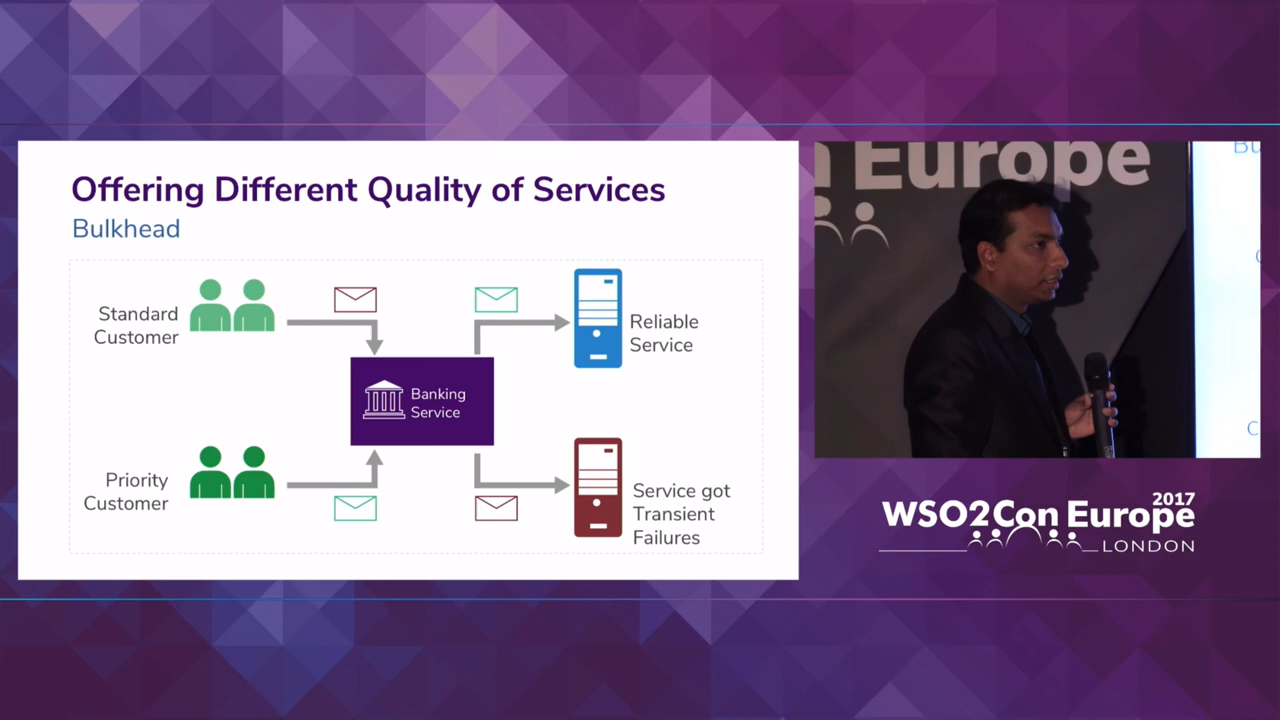 Offering Different Quality of Services
Bulkhead
Standard
Customer
Banking
Service
Reliable
Service
Priority
Customer
Service got
Transient
Failures
n Europe
Bu
C
WSO2Con Europe
2017
LONDON